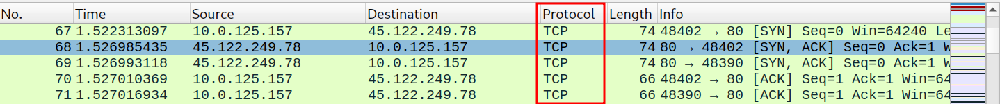 No. Time Source Destination Protocol Length Info
67 1.522313097 10.0.125.157 45.122.249.78 TCP 74 48402 → 80 [SYN] Seq=0 Win=64240 Le
68 1.526985435 45.122.249.78 10.0.125.157 TCP 74 80 → 48402 [SYN, ACK] Seq=0 Ack=1 W
69 1.526993118 45.122.249.78 10.0.125.157 TCP 74 80 → 48390 [SYN, ACK] Seq=0 Ack=1 W
70 1.527010369 10.0.125.157 45.122.249.78 TCP 66 48402 → 80 [ACK] Seq=1 Ack=1 Win=64
71 1.527016934 10.0.125.157 45.122.249.78 TCP 66 48390 → 80 [ACK] Seq=1 Ack=1 Win=64